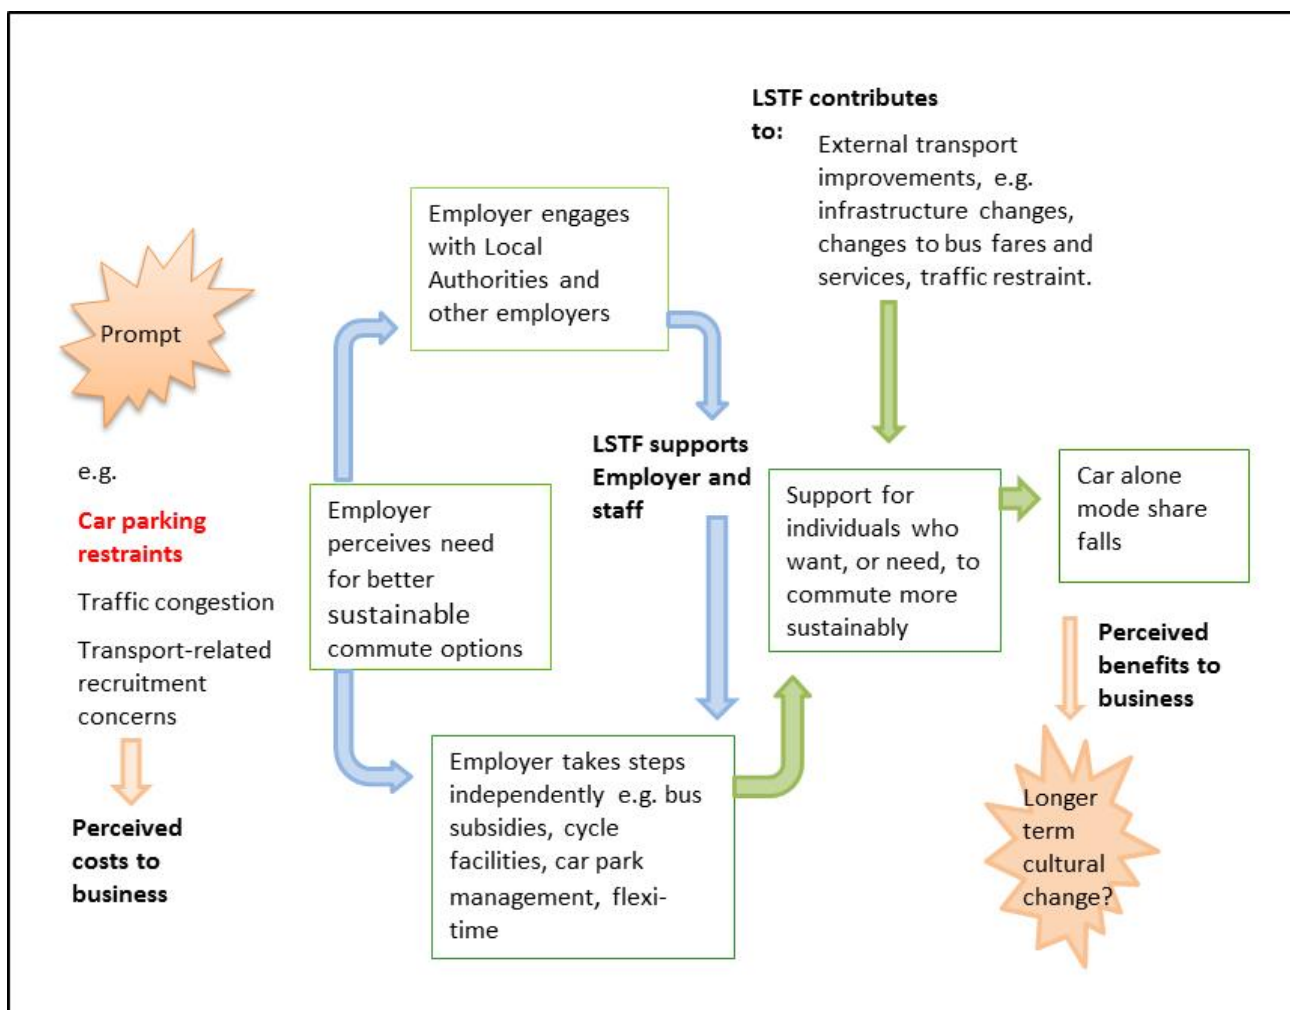 Prompt
e.g.
Car parking
restraints
Traffic congestion
Transport-related
recruitment
concerns
Perceived
costs to
business
Employer
perceives need
for better
sustainable
commute options
Employer engages
with Local
Authorities and
other employers
LSTF supports
Employer and
staff
Employer takes steps
independently e.g. bus
subsidies, cycle
facilities, car park
management, flexi-
time
LSTF contributes
to:
External transport
improvements, e.g.
infrastructure changes,
changes to bus fares and
services, traffic restraint.
Support for
individuals who
want, or need, to
commute more
sustainably
Car alone
mode share
falls
Perceived
benefits to
business
Longer
term
cultural
change?